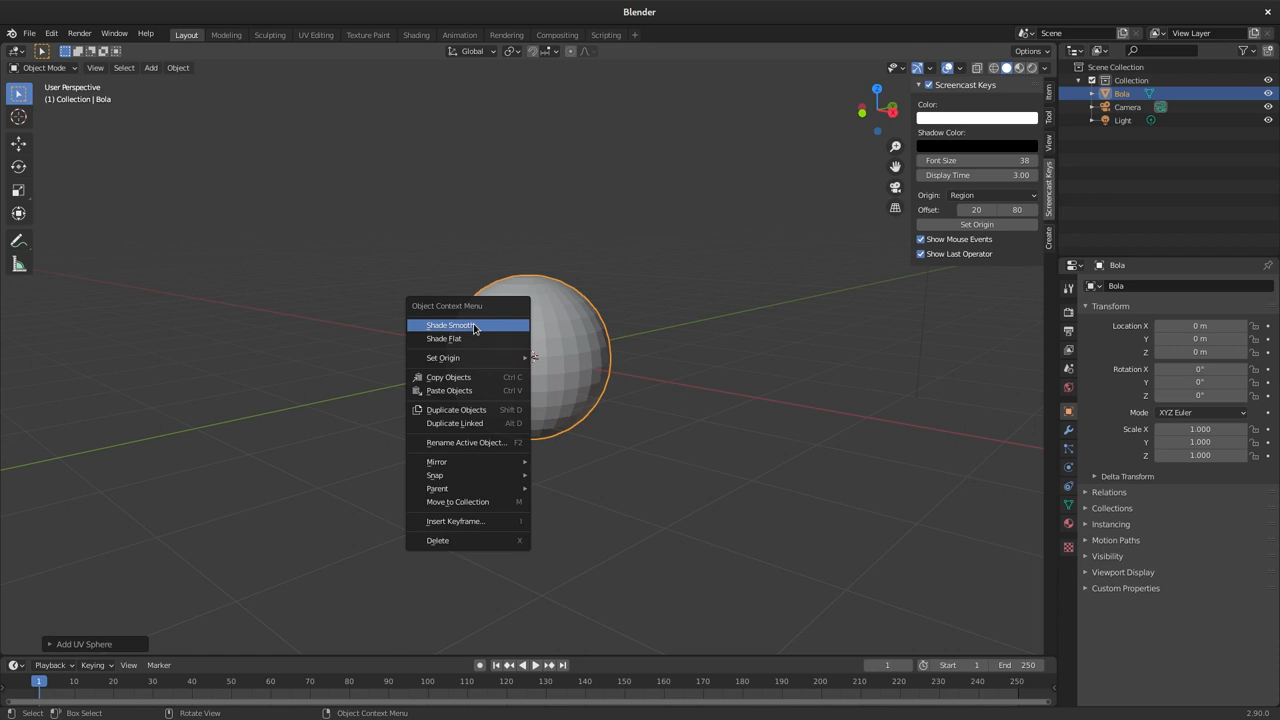 Blender
File Edit Render Window Help
Layout Modeling Sculpting UV Editing Texture Paint Shading Animation Rendering Compositing Scripting +
Scene
View Layer
Global
Options
Object Mode View Select Add Object
User Perspective
(1) Collection | Bola
Z
Screencast Keys
Color:
Shadow Color:
Font Size 38
Display Time 3.00
Origin: Region
Offset: 20 80
Set Origin
Show Mouse Events
Show Last Operator
Item
Tool
View
Screencast Keys
Create
Scene Collection
Collection
Bola
Camera
Light
Object Context Menu
Shade Smooth
Shade Flat
Set Origin
Copy Objects Ctrl C
Paste Objects Ctrl V
Duplicate Objects Shift D
Duplicate Linked Alt D
Rename Active Object... F2
Mirror
Snap
Parent
Move to Collection M
Insert Keyframe... I
Delete X
Add UV Sphere
Bola
Bola
Transform
Location X 0 m
Y 0 m
Z 0 m
Rotation X 0°
Y 0°
Z 0°
Mode XYZ Euler
Scale X 1.000
Y 1.000
Z 1.000
Delta Transform
Relations
Collections
Instancing
Motion Paths
Visibility
Viewport Display
Custom Properties
Playback Keying View Marker
1 Start 1 End 250
1 10 20 30 40 50 60 70 80 90 100 110 120 130 140 150 160 170 180 190 200 210 220 230 240 250
Select Box Select Rotate View Object Context Menu 2.90.0